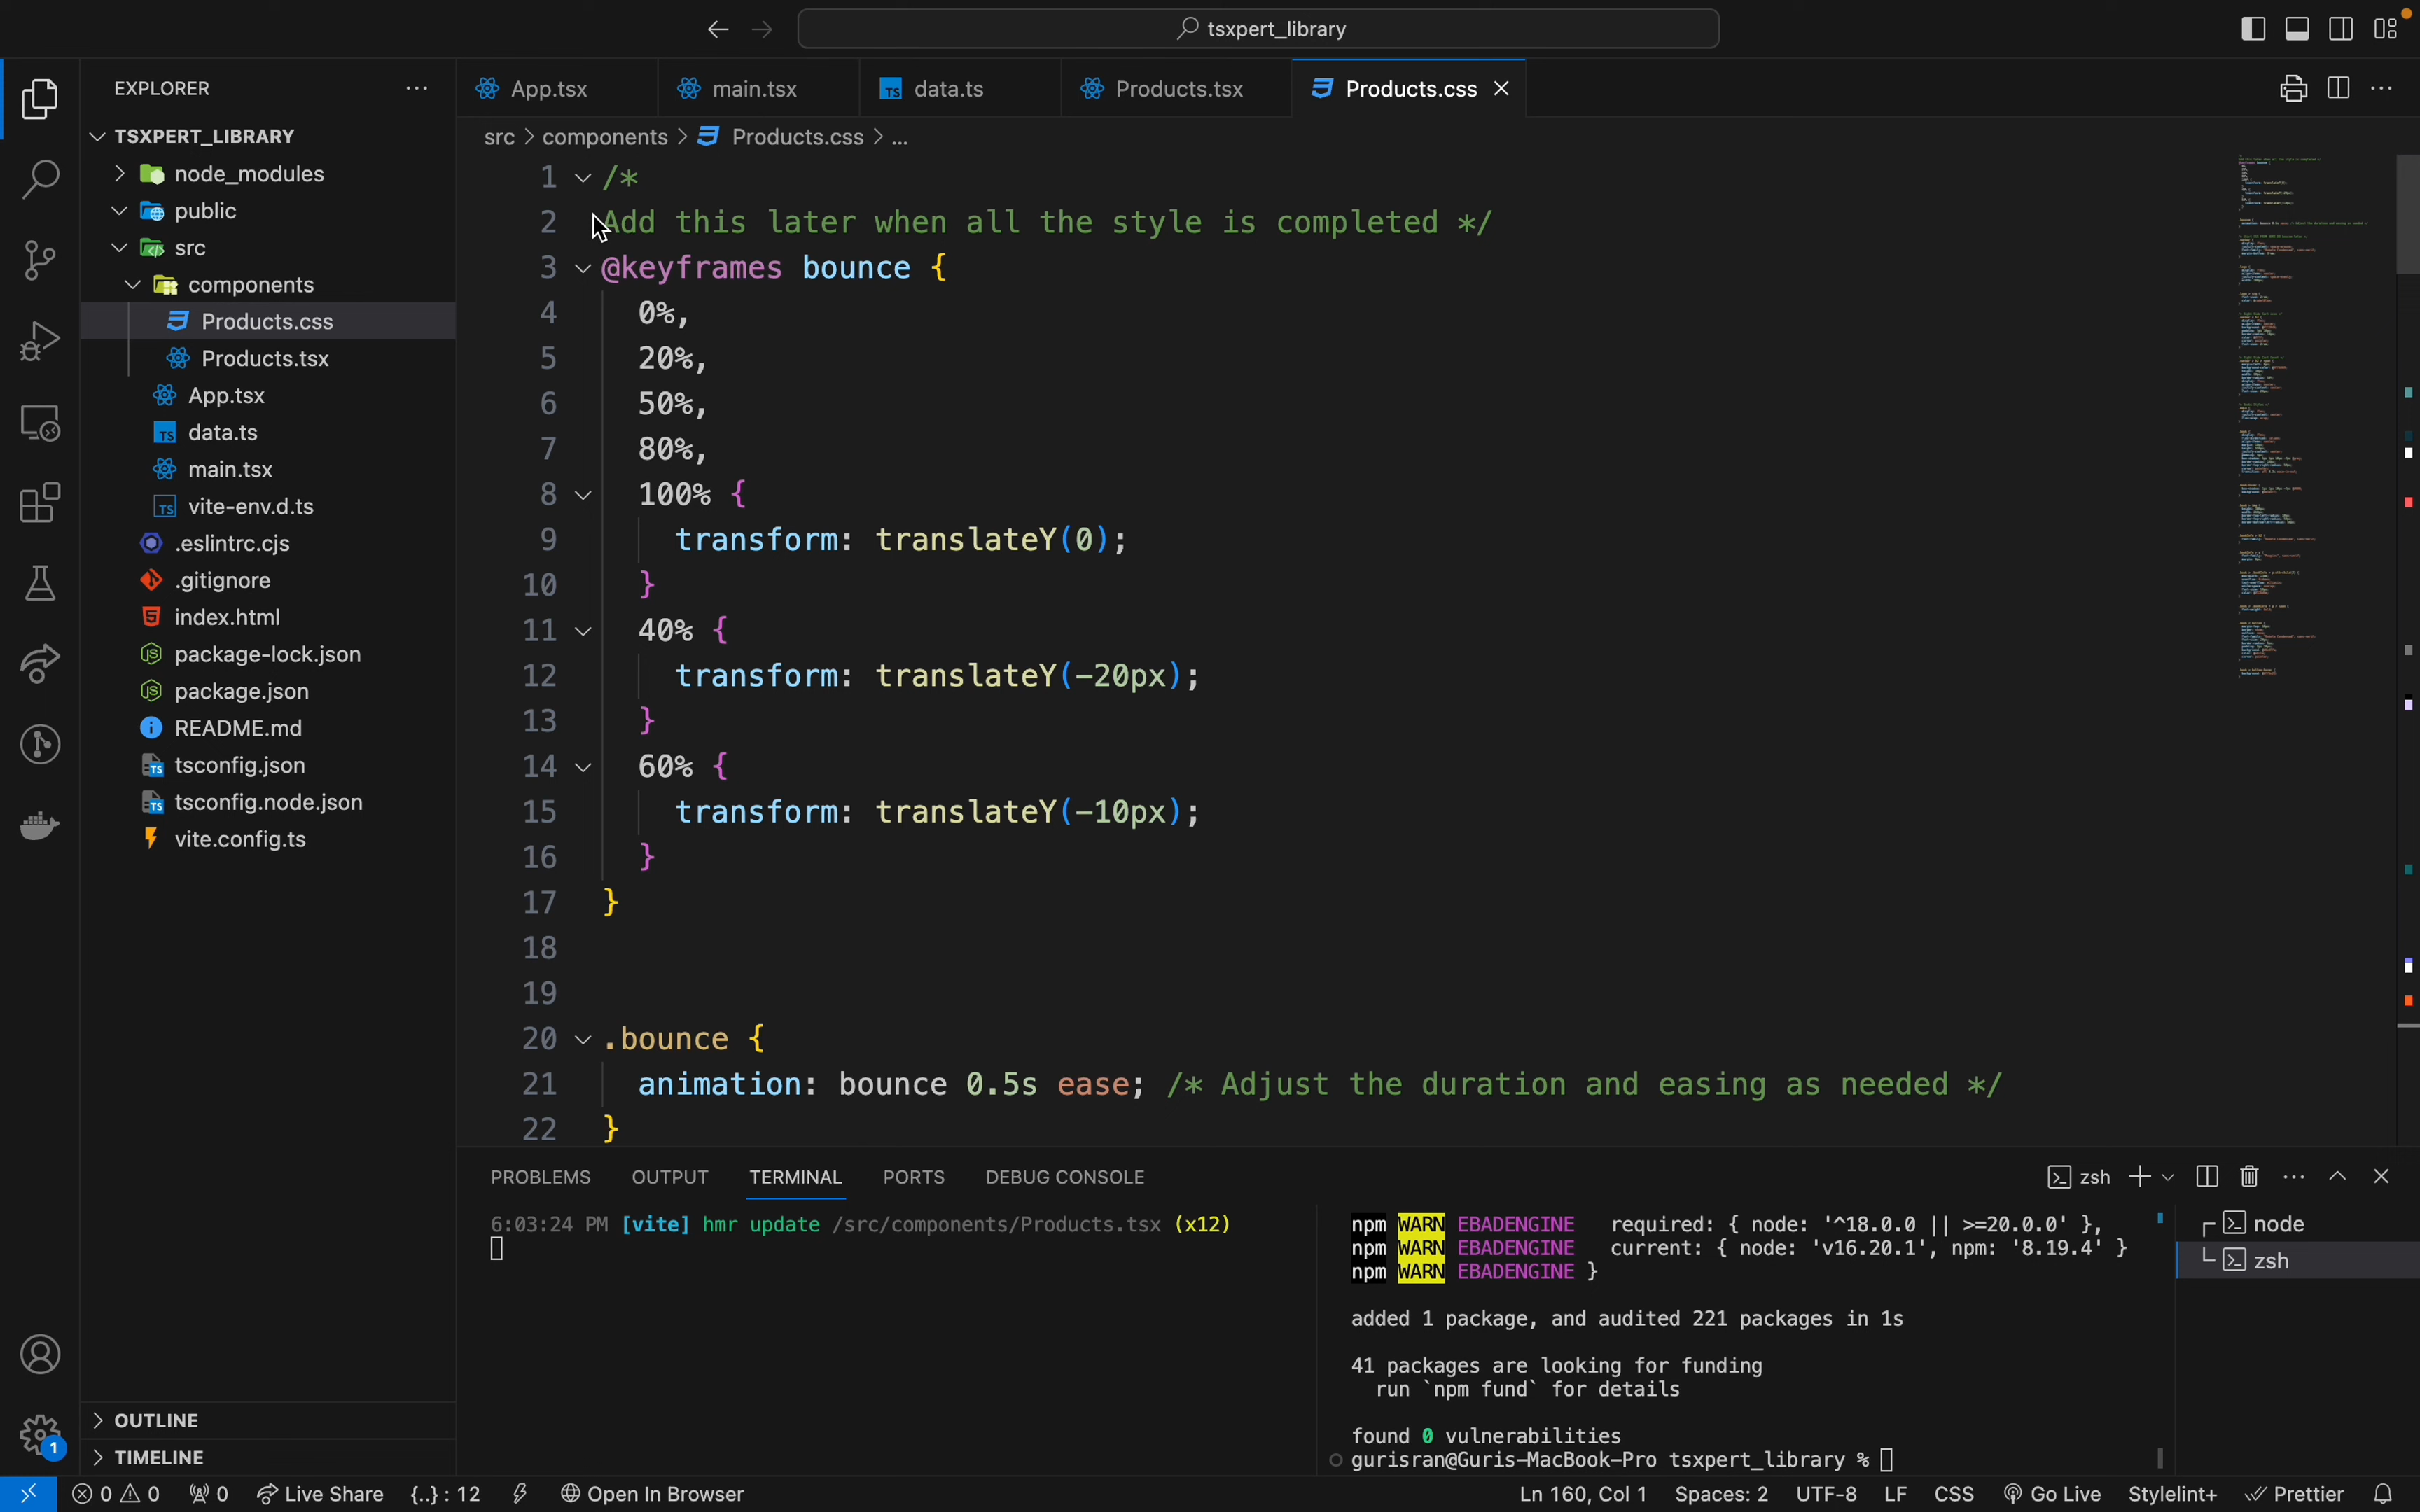 tsxpert_library
EXPLORER
App.tsx
main.tsx
TS data.ts
Products.tsx
Products.css
TSXPERT_LIBRARY
src > components > Products.css > ...
node_modules
public
src
components
Products.css
Products.tsx
App.tsx
TS data.ts
main.tsx
TS vite-env.d.ts
.eslintrc.cjs
.gitignore
index.html
package-lock.json
package.json
README.md
TS tsconfig.json
TS tsconfig.node.json
vite.config.ts
OUTLINE
TIMELINE
1 /*
2 Add this later when all the style is completed */
3 @keyframes bounce {
4 0%,
5 20%,
6 50%,
7 80%,
8 100% {
9 transform: translateY(0);
10 }
11 40% {
12 transform: translateY(-20px);
13 }
14 60% {
15 transform: translateY(-10px);
16 }
17 }
18
19
20 .bounce {
21 animation: bounce 0.5s ease; /* Adjust the duration and easing as needed */
22 }
PROBLEMS OUTPUT TERMINAL PORTS DEBUG CONSOLE
zsh
6:03:24 PM [vite] hmr update /src/components/Products.tsx (x12)
npm WARN EBADENGINE required: { node: '^18.0.0 || >=20.0.0' },
npm WARN EBADENGINE current: { node: 'v16.20.1', npm: '8.19.4' }
npm WARN EBADENGINE }
added 1 package, and audited 221 packages in 1s
41 packages are looking for funding
run `npm fund` for details
found 0 vulnerabilities
gurisran@Guris-MacBook-Pro tsxpert_library %
node
zsh
1
0 0 0 Live Share {..} : 12 Open In Browser
Ln 160, Col 1 Spaces: 2 UTF-8 LF CSS Go Live Stylelint+ Prettier